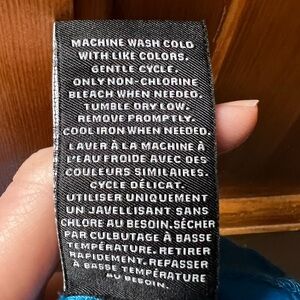 MACHINE WASH COLD
WITH LIKE COLORS.
GENTLE CYCLE.
ONLY NON-CHLORINE
BLEACH WHEN NEEDED.
TUMBLE DRY LOW.
REMOVE PROMPTLY.
COOL IRON WHEN NEEDED.
LAVER À LA MACHINE À
L'EAU FROIDE AVEC DES
COULEURS SIMILAIRES.
CYCLE DÉLICAT.
UTILISER UNIQUEMENT
UN JAVELLISANT SANS
CHLORE AU BESOIN.SÉCHER
PAR CULBUTAGE À BASSE
TEMPÉRATURE. RETIRER
RAPIDEMENT. REPASSER
À BASSE TEMPÉRATURE
AU BESOIN.